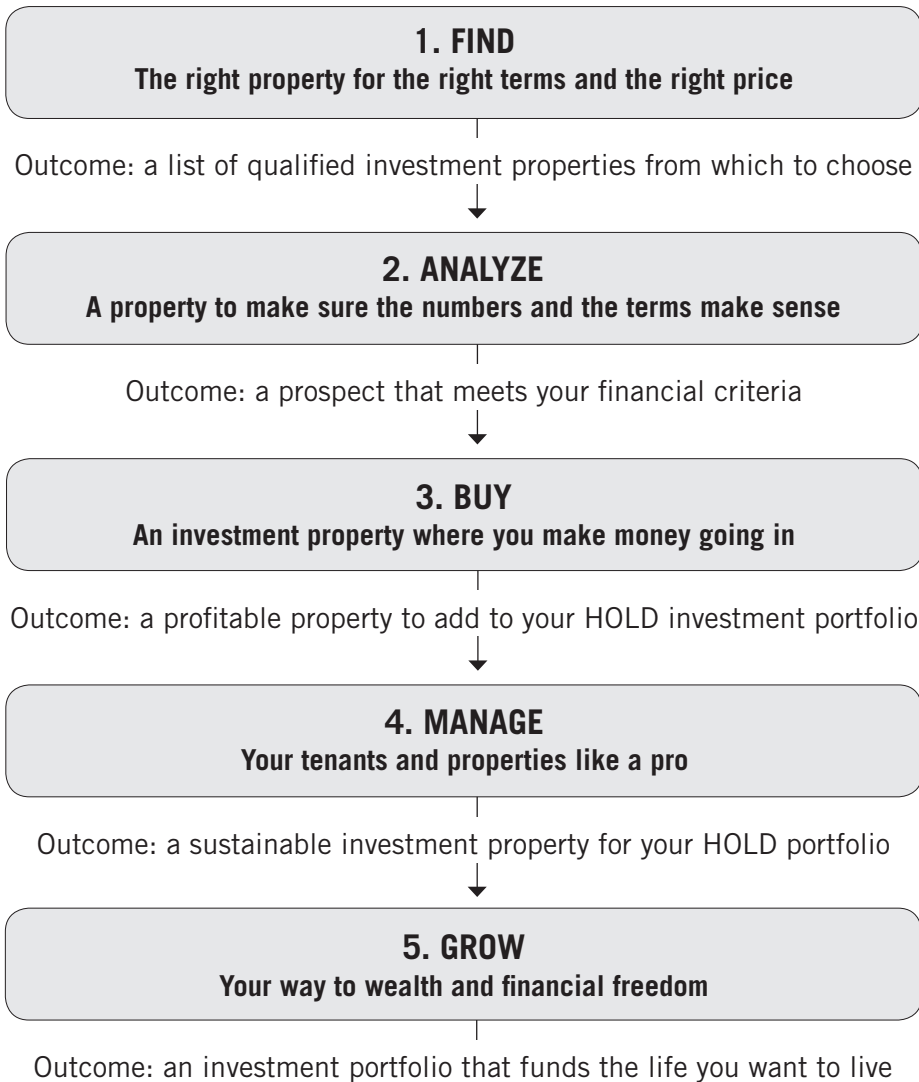 1. FIND
The right property for the right terms and the right price
Outcome: a list of qualified investment properties from which to choose
2. ANALYZE
A property to make sure the numbers and the terms make sense
Outcome: a prospect that meets your financial criteria
3. BUY
An investment property where you make money going in
Outcome: a profitable property to add to your HOLD investment portfolio
4. MANAGE
Your tenants and properties like a pro
Outcome: a sustainable investment property for your HOLD portfolio
5. GROW
Your way to wealth and financial freedom
Outcome: an investment portfolio that funds the life you want to live